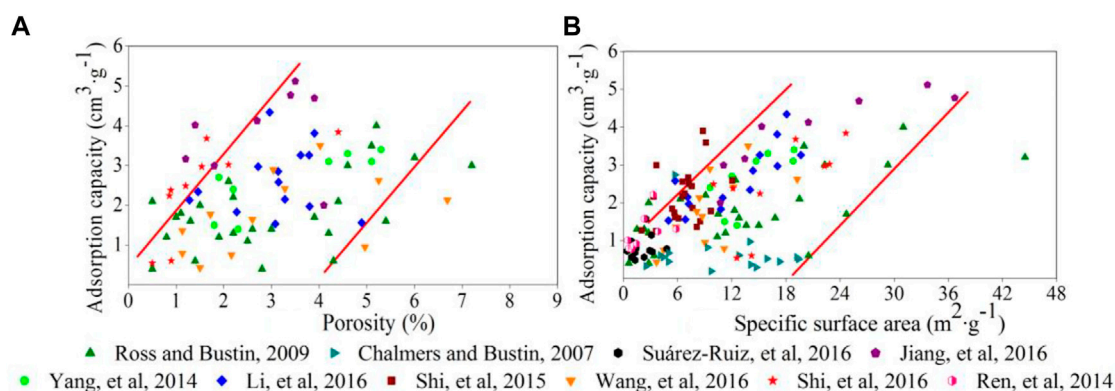 A
B
Adsorption capacity (cm³·g⁻¹)
6
5
4
3
2
1
0 1 2 3 4 5 6 7 8 9
Porosity (%)
Adsorption capacity (cm³·g⁻¹)
6
5
4
3
2
1
0 6 12 18 24 30 36 42 48
Specific surface area (m²·g⁻¹)
Ross and Bustin, 2009 Chalmers and Bustin, 2007 Suárez-Ruiz, et al, 2016 Jiang, et al, 2016
Yang, et al, 2014 Li, et al, 2016 Shi, et al, 2015 Wang, et al, 2016 Shi, et al, 2016 Ren, et al, 2014